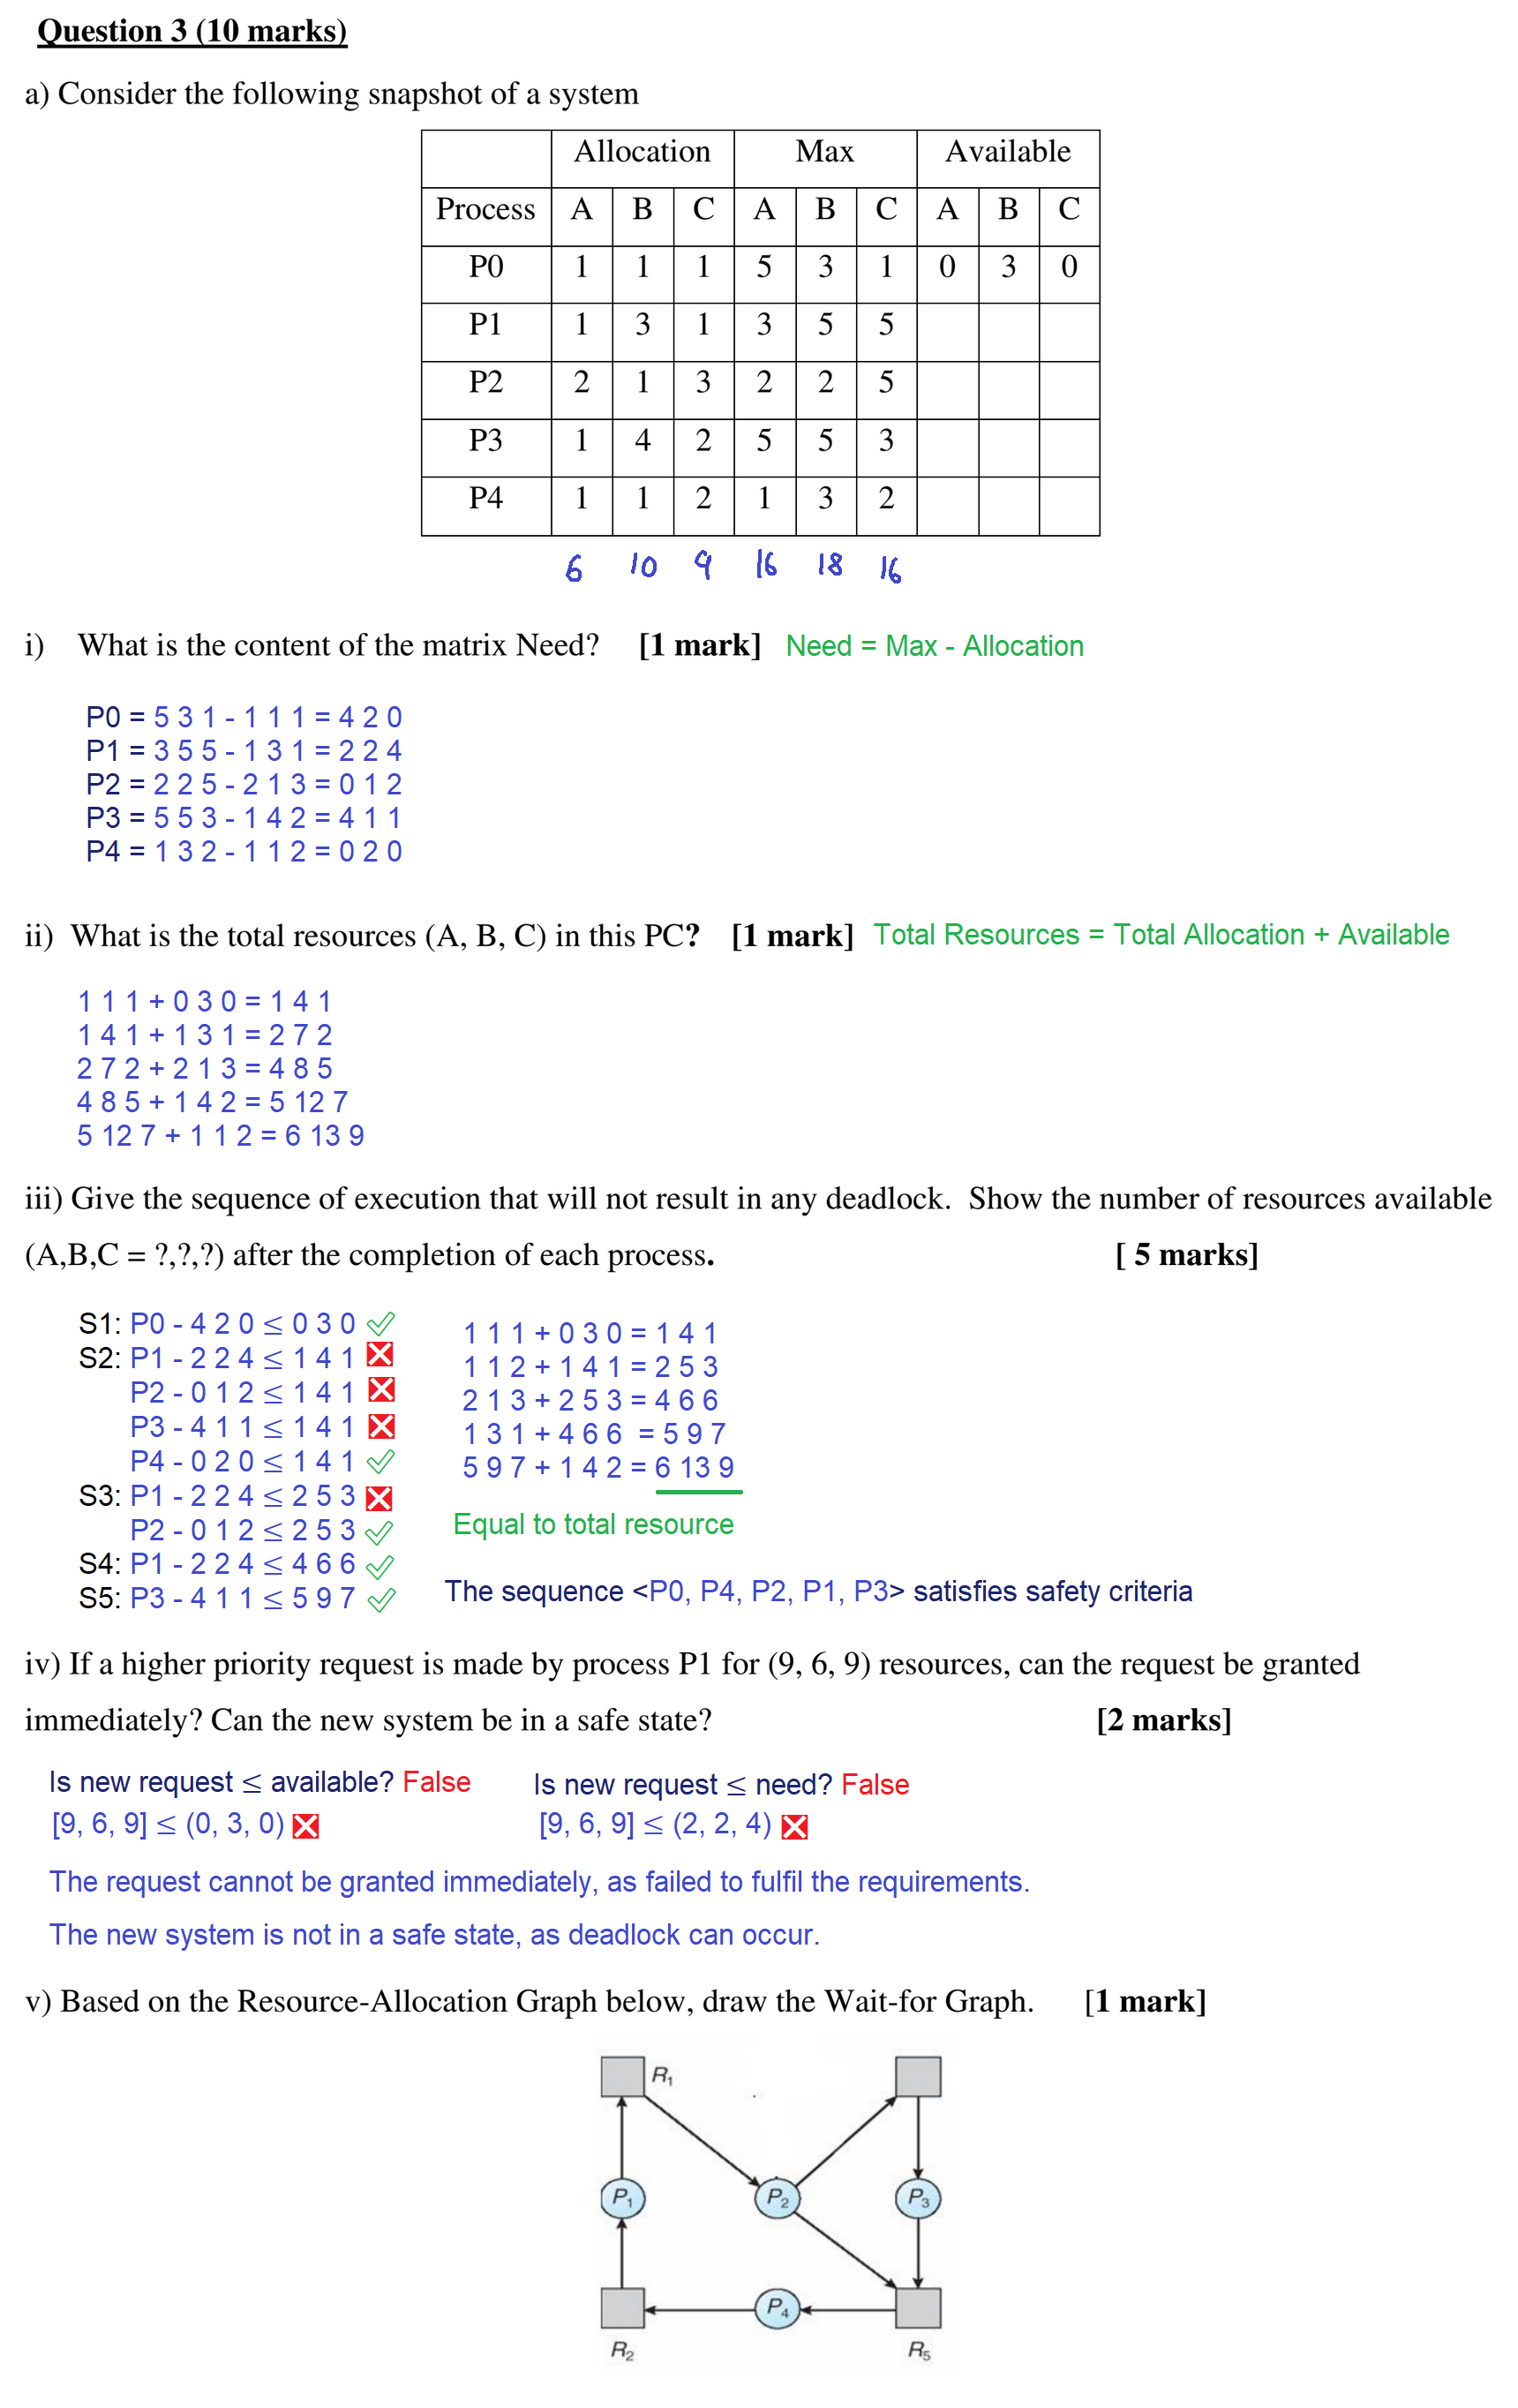 Question 3 (10 marks)
a) Consider the following snapshot of a system
Allocation Max Available
Process A B C A B C A B C
P0 1 1 1 5 3 1 0 3 0
P1 1 3 1 3 5 5
P2 2 1 3 2 2 5
P3 1 4 2 5 5 3
P4 1 1 2 1 3 2
6 10 9 16 18 16
i) What is the content of the matrix Need? [1 mark] Need = Max - Allocation
P0 = 5 3 1 - 1 1 1 = 4 2 0
P1 = 3 5 5 - 1 3 1 = 2 2 4
P2 = 2 2 5 - 2 1 3 = 0 1 2
P3 = 5 5 3 - 1 4 2 = 4 1 1
P4 = 1 3 2 - 1 1 2 = 0 2 0
ii) What is the total resources (A, B, C) in this PC? [1 mark] Total Resources = Total Allocation + Available
1 1 1 + 0 3 0 = 1 4 1
1 4 1 + 1 3 1 = 2 7 2
2 7 2 + 2 1 3 = 4 8 5
4 8 5 + 1 4 2 = 5 12 7
5 12 7 + 1 1 2 = 6 13 9
iii) Give the sequence of execution that will not result in any deadlock. Show the number of resources available
(A,B,C = ?,?,?) after the completion of each process. [ 5 marks]
S1: P0 - 4 2 0 ≤ 0 3 0
S2: P1 - 2 2 4 ≤ 1 4 1
P2 - 0 1 2 ≤ 1 4 1
P3 - 4 1 1 ≤ 1 4 1
P4 - 0 2 0 ≤ 1 4 1
S3: P1 - 2 2 4 ≤ 2 5 3
P2 - 0 1 2 ≤ 2 5 3
S4: P1 - 2 2 4 ≤ 4 6 6
S5: P3 - 4 1 1 ≤ 5 9 7
1 1 1 + 0 3 0 = 1 4 1
1 1 2 + 1 4 1 = 2 5 3
2 1 3 + 2 5 3 = 4 6 6
1 3 1 + 4 6 6 = 5 9 7
5 9 7 + 1 4 2 = 6 13 9
Equal to total resource
The sequence <P0, P4, P2, P1, P3> satisfies safety criteria
iv) If a higher priority request is made by process P1 for (9, 6, 9) resources, can the request be granted
immediately? Can the new system be in a safe state? [2 marks]
Is new request ≤ available? False
[9, 6, 9] ≤ (0, 3, 0)
Is new request ≤ need? False
[9, 6, 9] ≤ (2, 2, 4)
The request cannot be granted immediately, as failed to fulfil the requirements.
The new system is not in a safe state, as deadlock can occur.
v) Based on the Resource-Allocation Graph below, draw the Wait-for Graph. [1 mark]
R1
P1 P2 P3
P4
R2 R5